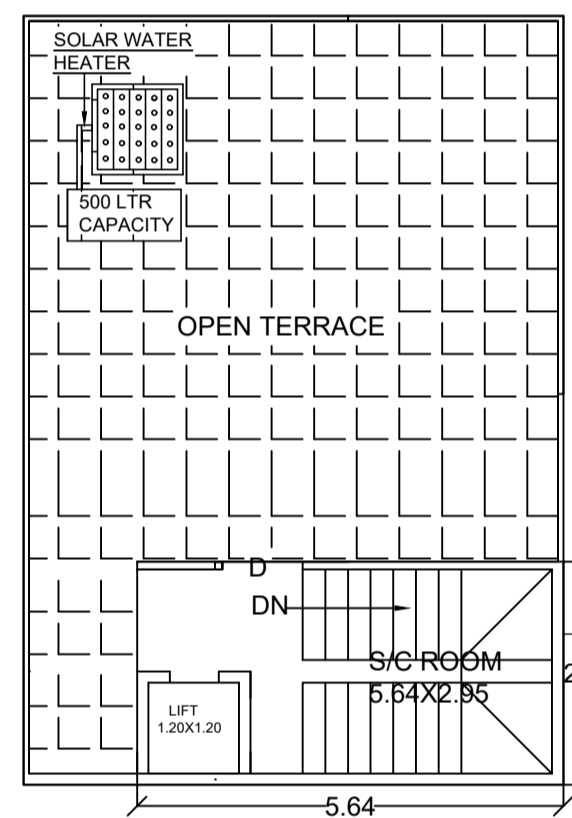 SOLAR WATER
HEATER
500 LTR
CAPACITY
OPEN TERRACE
D
DN
S/C ROOM
5.64X2.95
LIFT
1.20X1.20
5.64